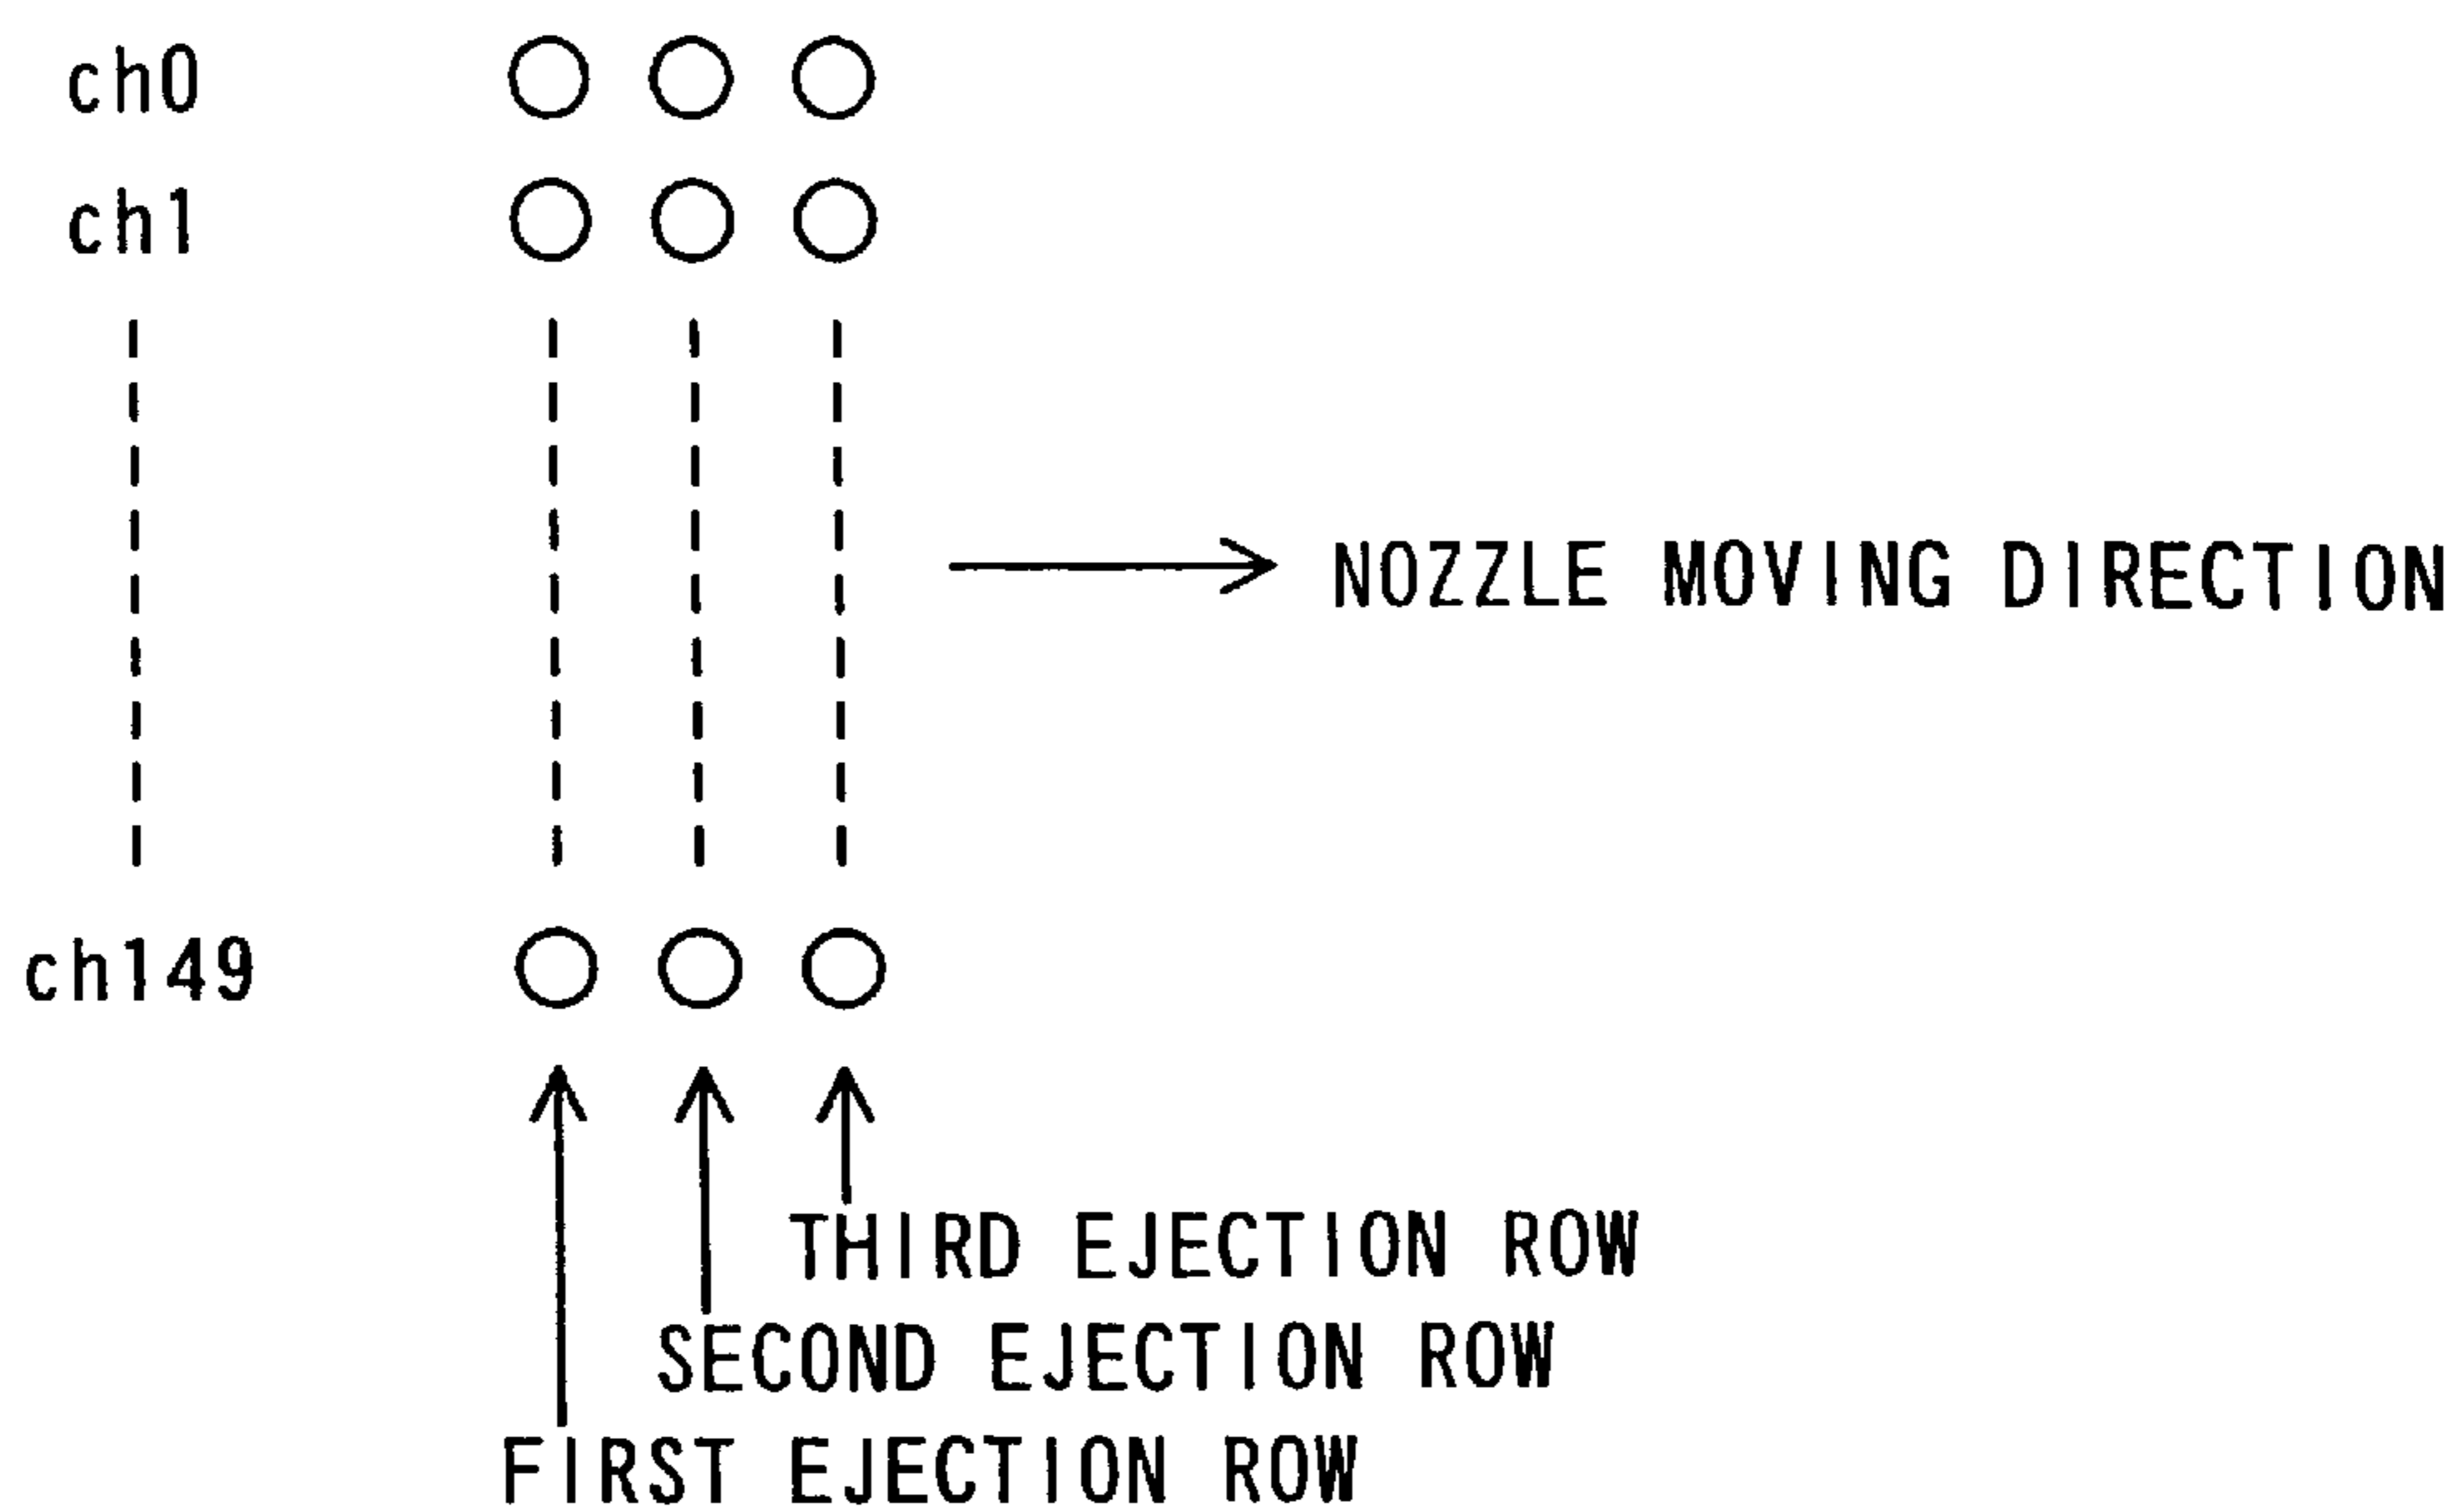 ch0
ch1
NOZZLE MOVING DIRECTION
ch149
THIRD EJECTION ROW
SECOND EJECTION ROW
FIRST EJECTION ROW